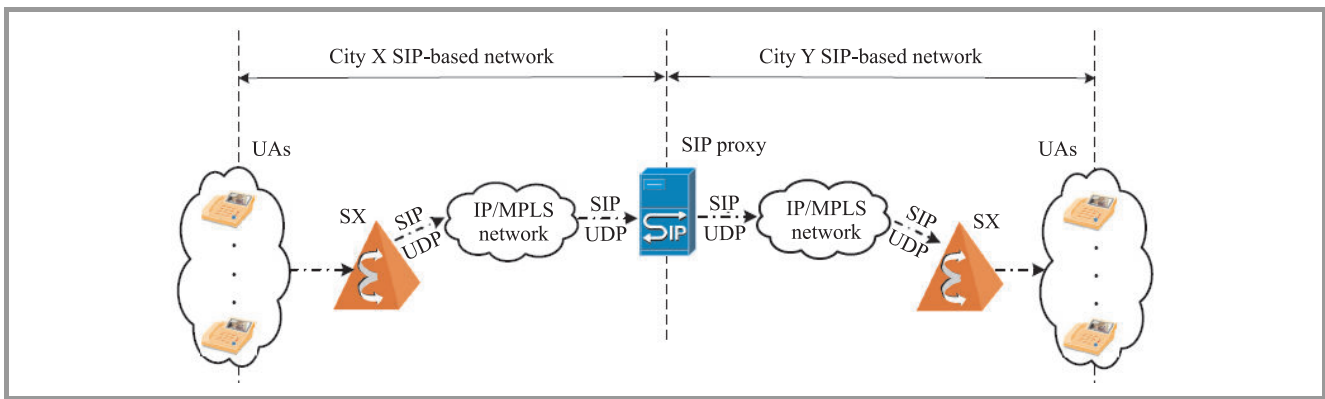 City X SIP-based network
City Y SIP-based network
UAs
SIP proxy
UAs
SX
SIP
UDP
IP/MPLS
network
SIP
UDP
SIP
SIP
UDP
IP/MPLS
network
SIP
UDP
SX